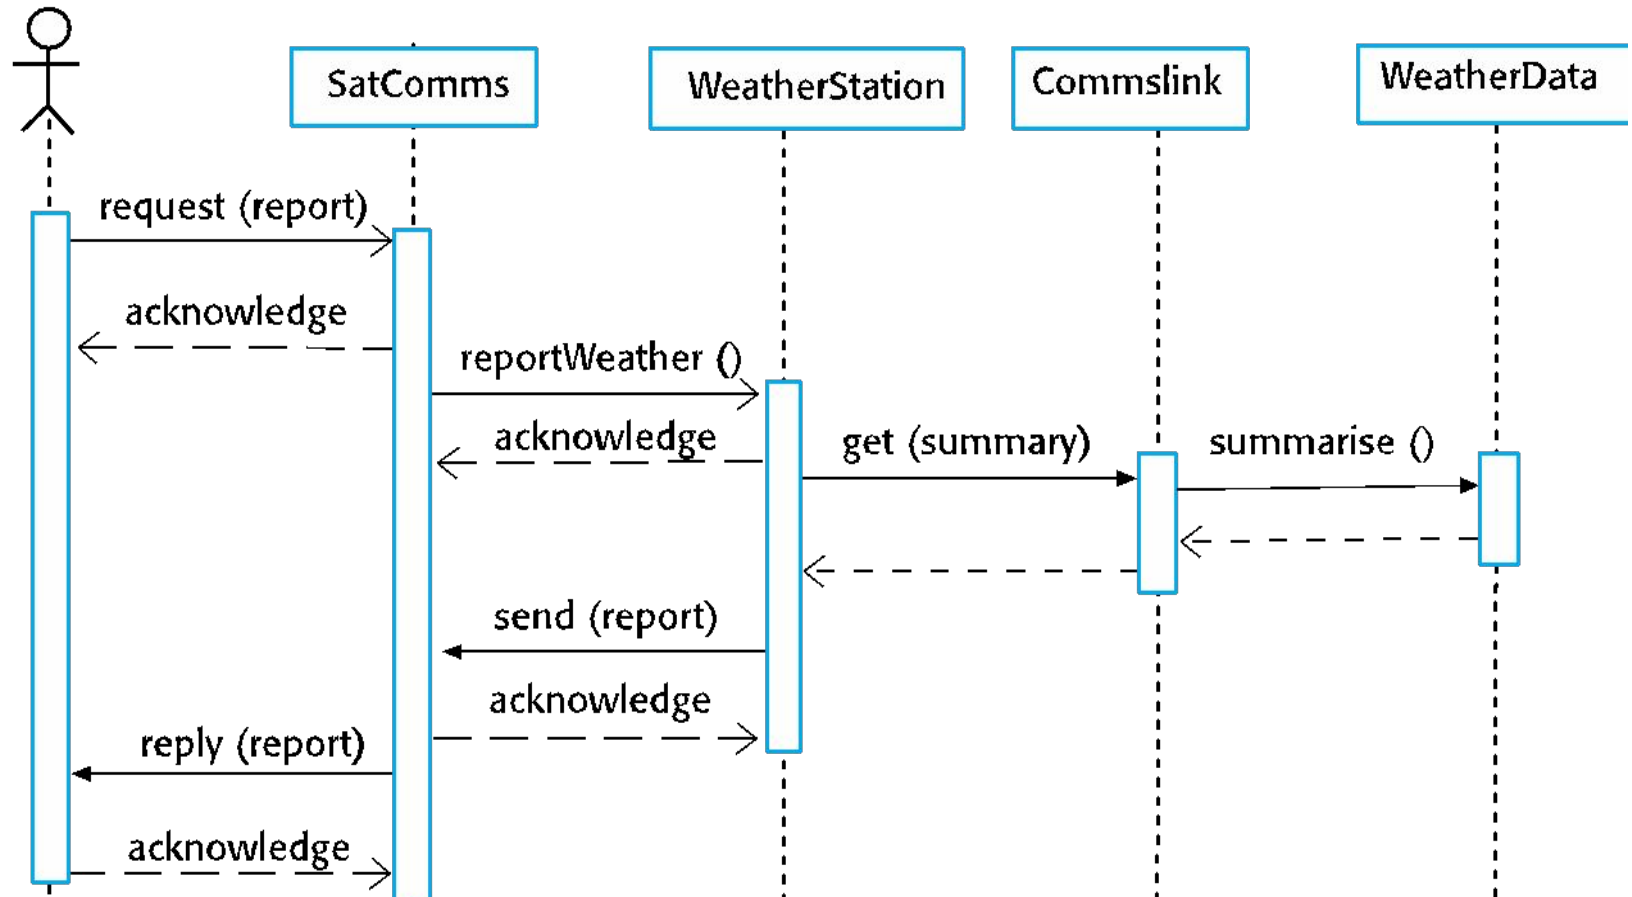 SatComms
WeatherStation
Commslink
WeatherData
request (report)
acknowledge
reportWeather ()
acknowledge
get (summary)
summarise ()
send (report)
acknowledge
reply (report)
acknowledge